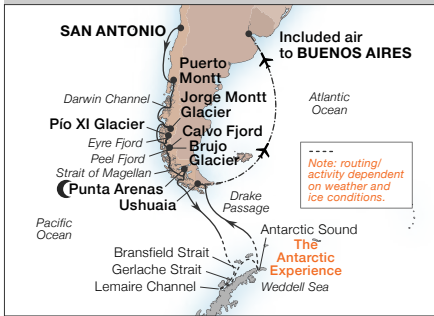 SAN ANTONIO
Included air
to BUENOS AIRES
Puerto
Montt
Darwin Channel
Jorge Montt
Glacier
Atlantic
Ocean
Pío XI Glacier
Calvo Fjord
Eyre Fjord
Brujo
Glacier
Peel Fjord
Strait of Magellan
Note: routing/
activity dependent
on weather and
ice conditions.
Punta Arenas
Ushuaia
Drake
Passage
Pacific
Ocean
Antarctic Sound
The
Antarctic
Experience
Bransfield Strait
Gerlache Strait
Lemaire Channel
Weddell Sea